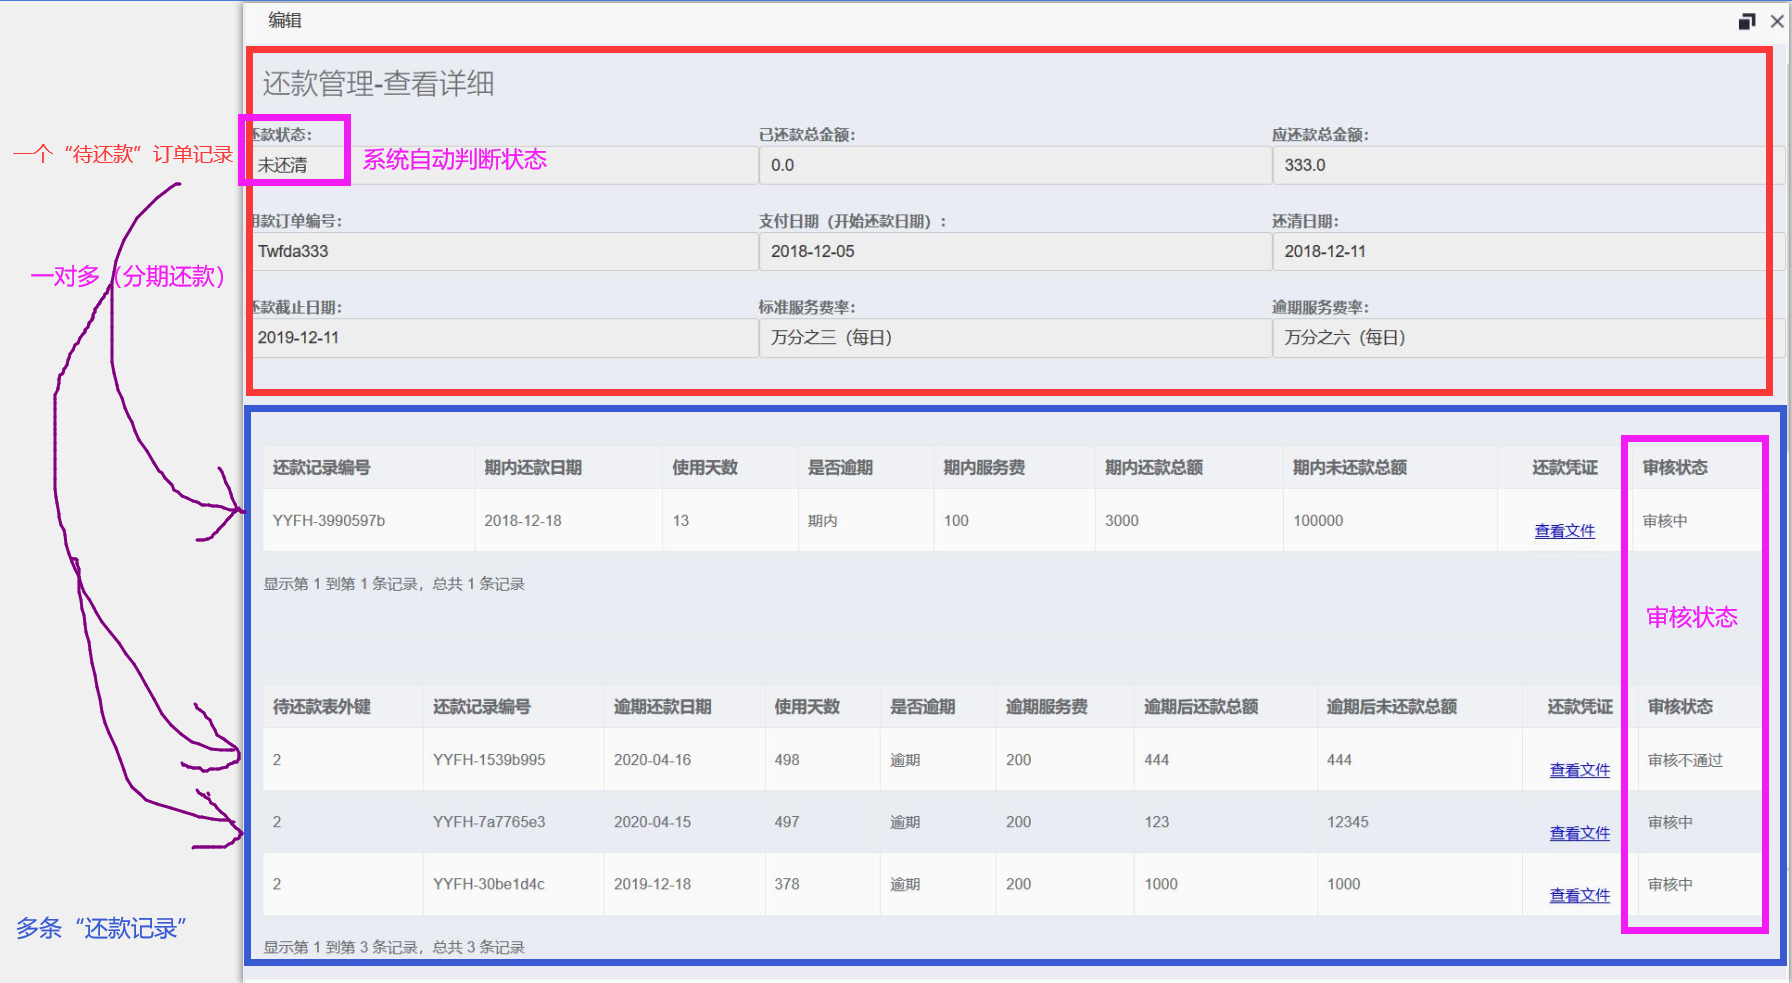 编辑
还款管理-查看详细
还款状态：
已还款总金额：
应还款总金额：
一个“待还款”订单记录
未还清
系统自动判断状态
0.0
333.0
用款订单编号：
支付日期（开始还款日期）：
还清日期：
Twfda333
2018-12-05
2018-12-11
一对多（分期还款）
还款截止日期：
标准服务费率：
逾期服务费率：
2019-12-11
万分之三（每日）
万分之六（每日）
还款记录编号 期内还款日期 使用天数 是否逾期 期内服务费 期内还款总额 期内未还款总额 还款凭证 审核状态
YYFH-3990597b 2018-12-18 13 期内 100 3000 100000 查看文件 审核中
显示第 1 到第 1 条记录，总共 1 条记录
审核状态
待还款表外键 还款记录编号 逾期还款日期 使用天数 是否逾期 逾期服务费 逾期后还款总额 逾期后未还款总额 还款凭证 审核状态
2 YYFH-1539b995 2020-04-16 498 逾期 200 444 444 查看文件 审核不通过
2 YYFH-7a7765e3 2020-04-15 497 逾期 200 123 12345 查看文件 审核中
2 YYFH-30be1d4c 2019-12-18 378 逾期 200 1000 1000 查看文件 审核中
多条“还款记录”
显示第 1 到第 3 条记录，总共 3 条记录